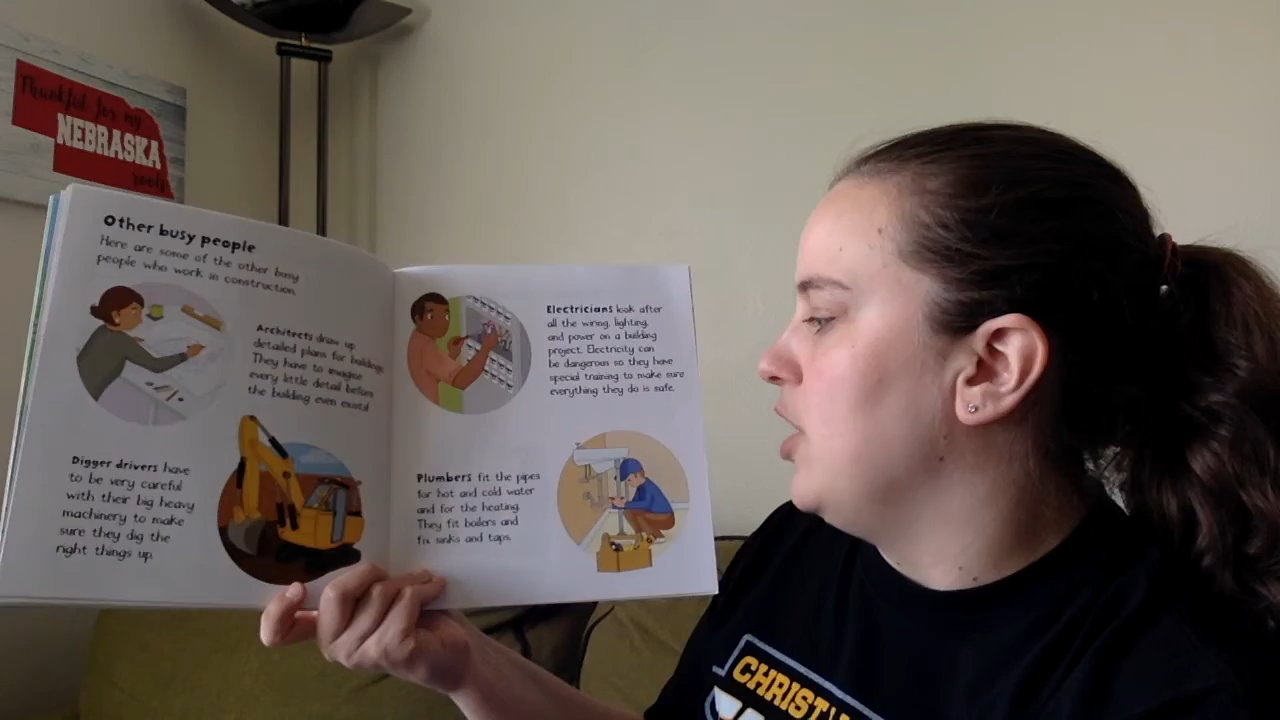 Thankful for my
NEBRASKA
roots
Other busy people
Here are some of the other busy
people who work in construction.
Architects draw up
detailed plans for buildings.
They have to imagine
every little detail before
the building even exists!
Digger drivers have
to be very careful
with their big heavy
machinery to make
sure they dig the
right things up.
Electricians look after
all the wiring, lighting,
and power on a building
project. Electricity can
be dangerous so they have
special training to make sure
everything they do is safe.
Plumbers fit the pipes
for hot and cold water
and for the heating.
They fit boilers and
fix sinks and taps.